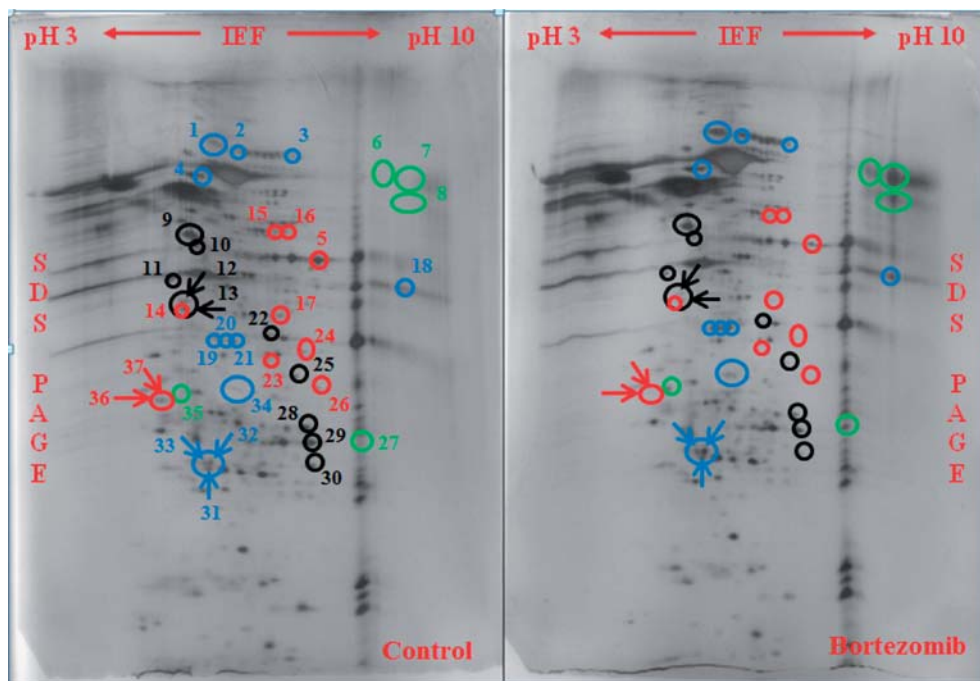 pH 3 IEF pH 10
pH 3 IEF pH 10
1 2 3
4 6 7
8
9 15 16
10 5
11 12 18
13
14 17
20 22 24
19 21 25
37 23
36 35 34 26
28
33 32 29 27
30
31
S
D
S
P
A
G
E
S
D
S
P
A
G
E
Control
Bortezomib